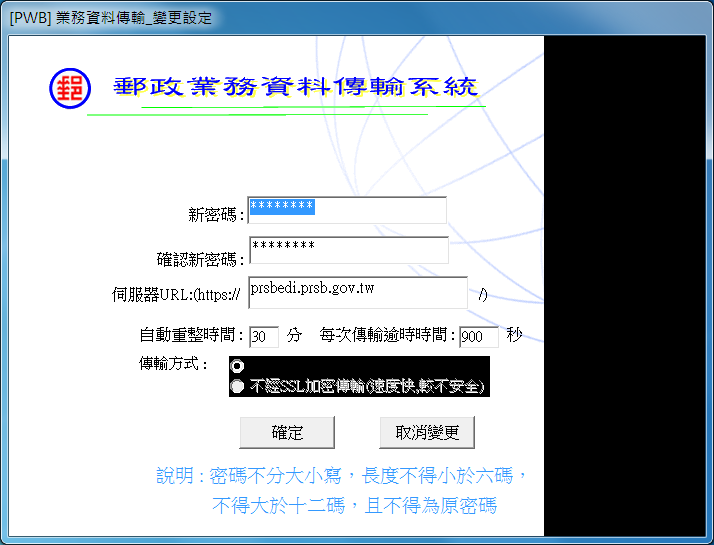 [PWB] 業務資料傳輸_變更設定
郵
郵政業務資料傳輸系統
新密碼 : ********
確認新密碼 : ********
伺服器URL:(https:// prsbedi.prsb.gov.tw /)
自動重整時間 : 30 分 每次傳輸逾時時間 : 900 秒
傳輸方式 :
不經SSL加密傳輸(速度快,較不安全)
確定 取消變更
說明 : 密碼不分大小寫，長度不得小於六碼，
不得大於十二碼，且不得為原密碼